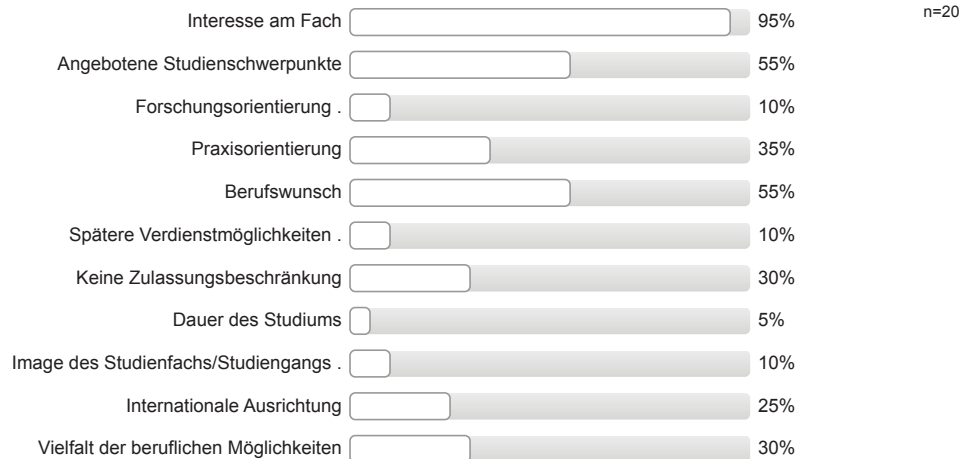 Interesse am Fach 95% n=20
Angebotene Studienschwerpunkte 55%
Forschungsorientierung . 10%
Praxisorientierung 35%
Berufswunsch 55%
Spätere Verdienstmöglichkeiten . 10%
Keine Zulassungsbeschränkung 30%
Dauer des Studiums 5%
Image des Studienfachs/Studiengangs . 10%
Internationale Ausrichtung 25%
Vielfalt der beruflichen Möglichkeiten 30%